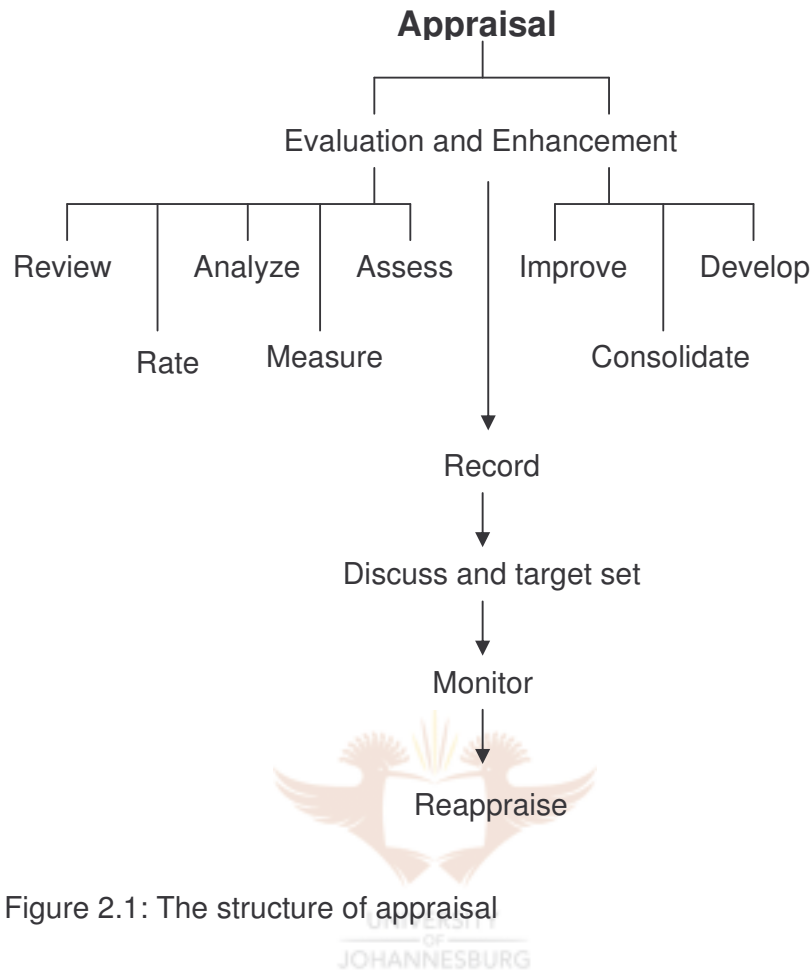 Appraisal
Evaluation and Enhancement
Review Analyze Assess Improve Develop
Rate Measure Consolidate
Record
Discuss and target set
Monitor
Reappraise
Figure 2.1: The structure of appraisal
UNIVERSITY
OF
JOHANNESBURG